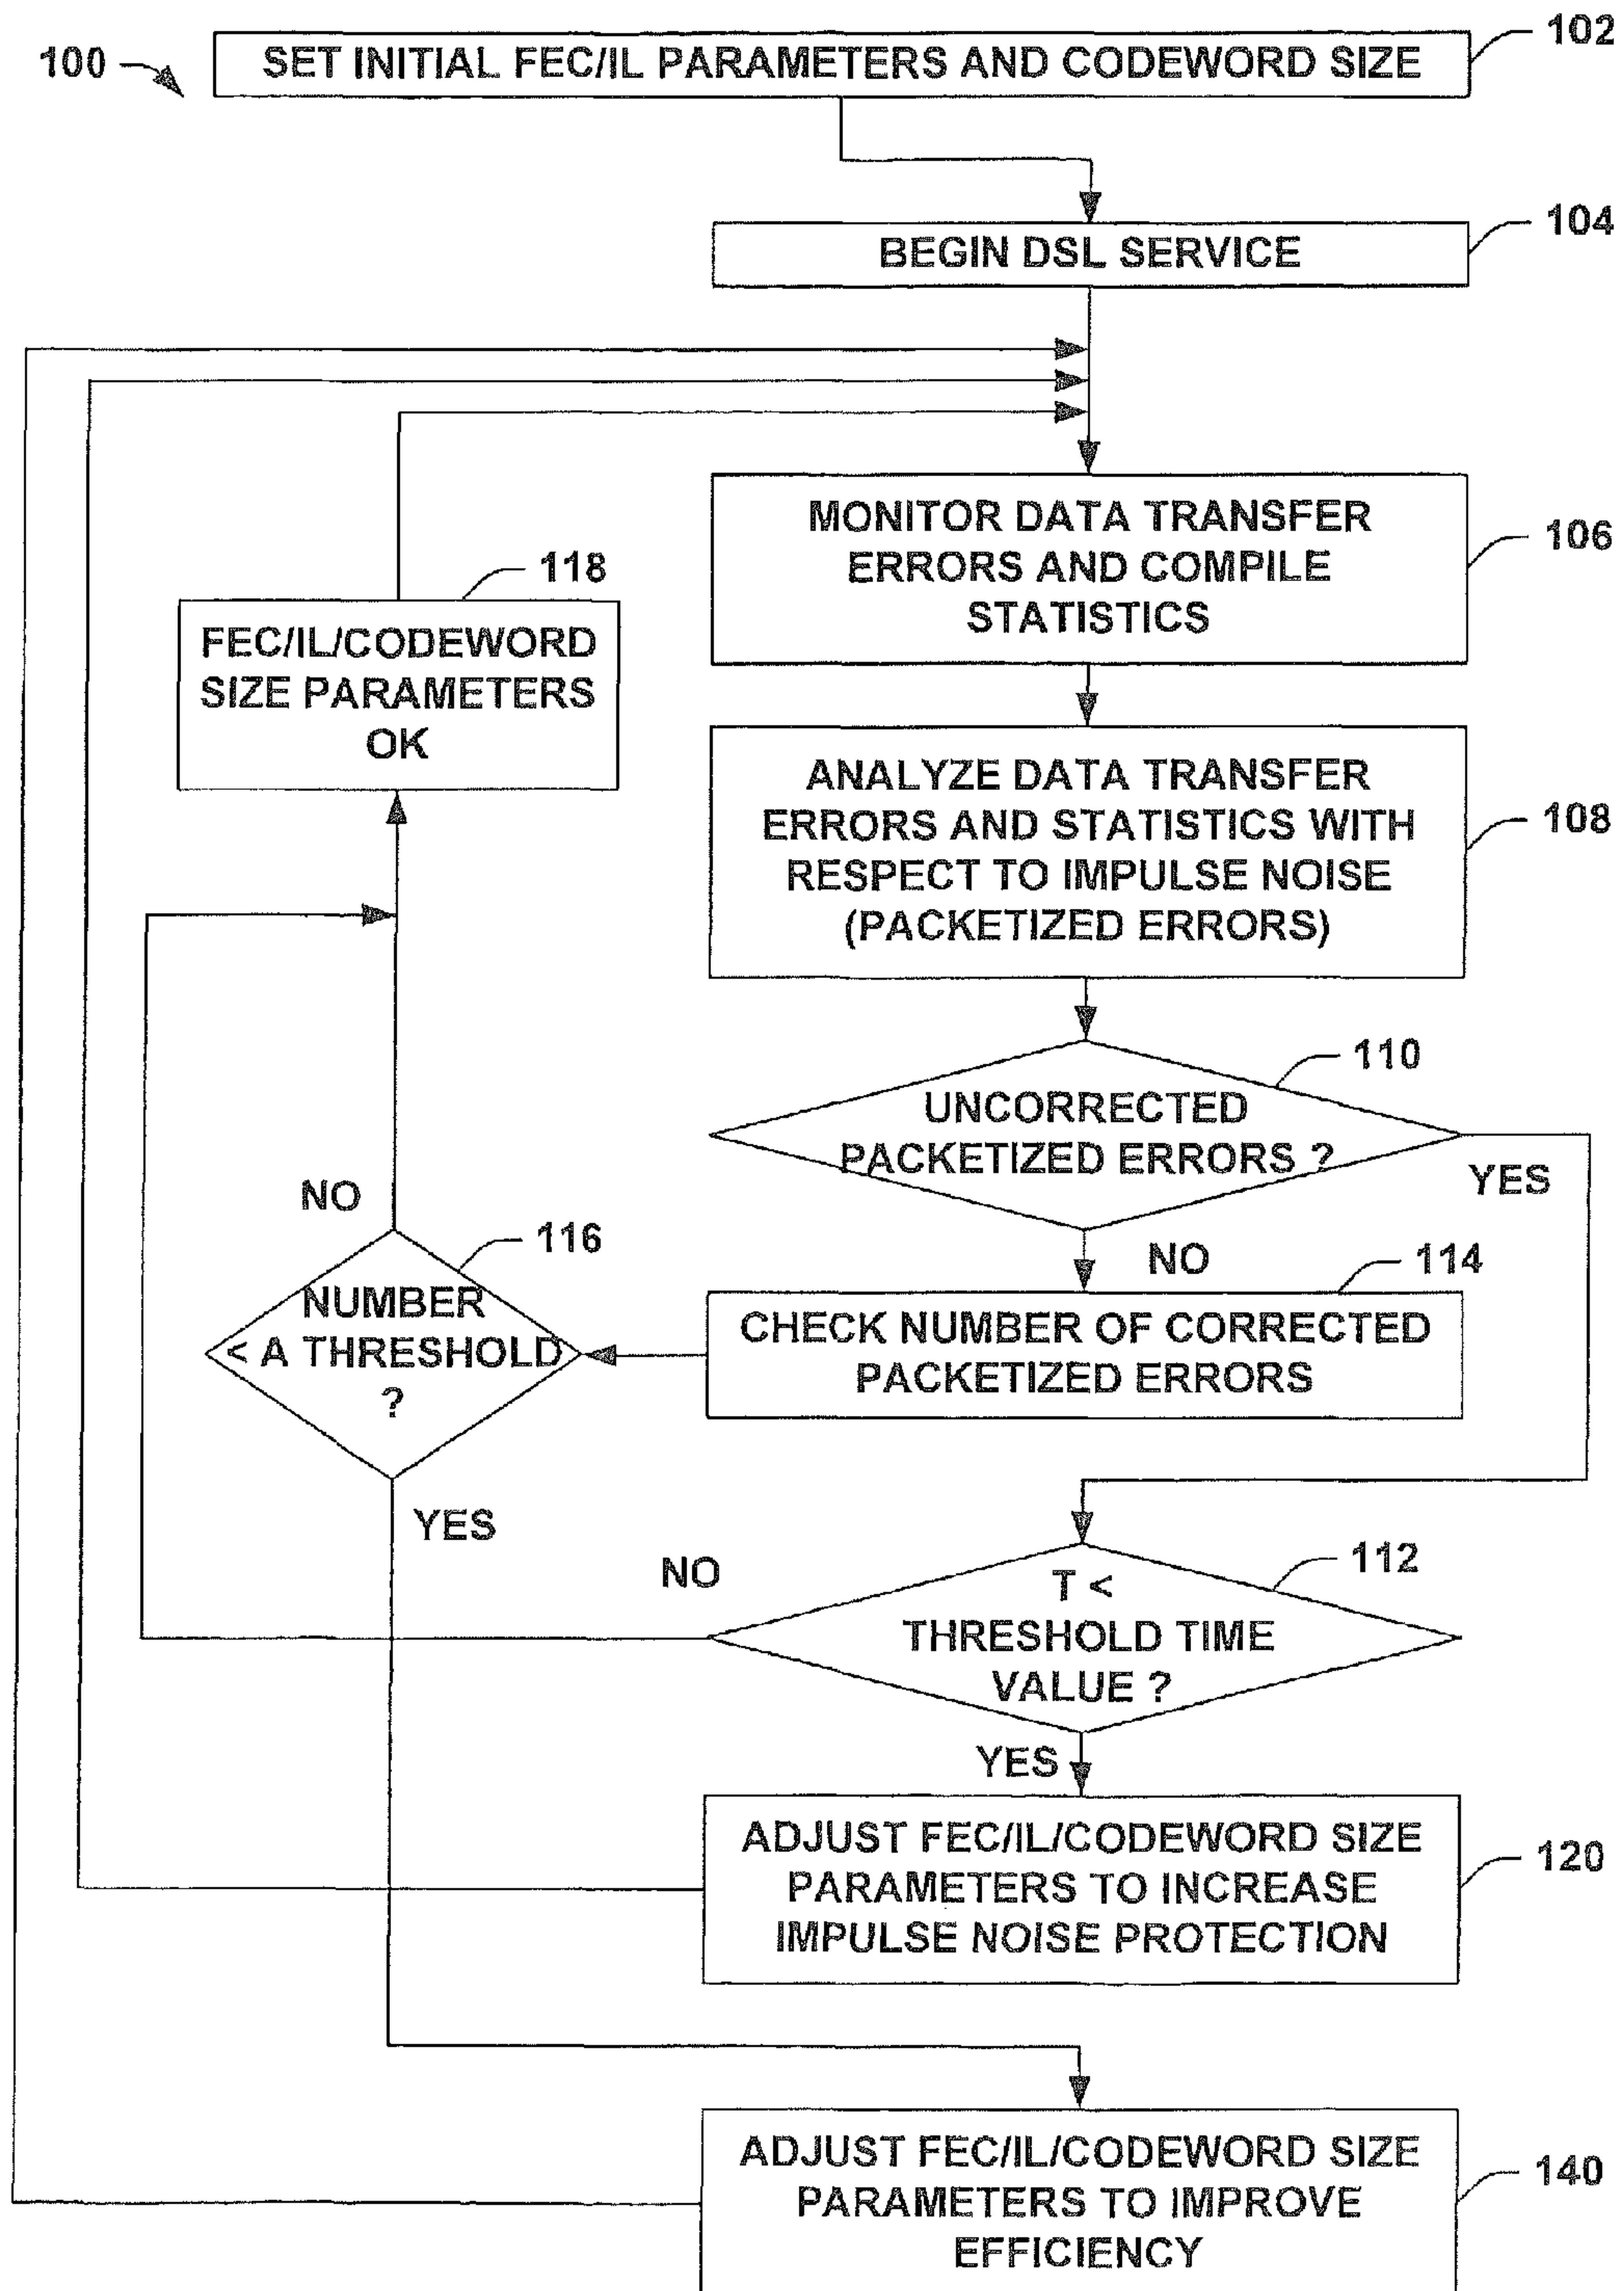 100
SET INITIAL FEC/IL PARAMETERS AND CODEWORD SIZE
102
BEGIN DSL SERVICE
104
MONITOR DATA TRANSFER
ERRORS AND COMPILE
STATISTICS
106
118
FEC/IL/CODEWORD
SIZE PARAMETERS
OK
ANALYZE DATA TRANSFER
ERRORS AND STATISTICS WITH
RESPECT TO IMPULSE NOISE
(PACKETIZED ERRORS)
108
110
UNCORRECTED
PACKETIZED ERRORS ?
YES
NO
NO
116
NUMBER
< A THRESHOLD
?
YES
114
CHECK NUMBER OF CORRECTED
PACKETIZED ERRORS
112
T <
THRESHOLD TIME
VALUE ?
NO
YES
ADJUST FEC/IL/CODEWORD SIZE
PARAMETERS TO INCREASE
IMPULSE NOISE PROTECTION
120
ADJUST FEC/IL/CODEWORD SIZE
PARAMETERS TO IMPROVE
EFFICIENCY
140